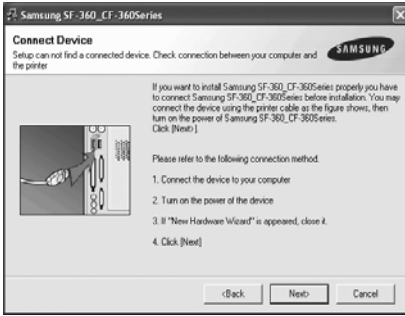 Samsung SF-360_CF-360Series
Connect Device
Setup can not find a connected device. Check connection between your computer and
the printer
SAMSUNG
If you want to install Samsung SF-360_CF-360Series properly you have
to connect Samsung SF-360_CF-360Series before installation. You may
connect the device using the printer cable as the figure shows, then
turn on the power of Samsung SF-360_CF-360Series.
Click [Next> ].
Please refer to the following connection method.
1. Connect the device to your computer
2. Turn on the power of the device
3. If "New Hardware Wizard" is appeared, close it.
4. Click [Next]
<Back
Next>
Cancel